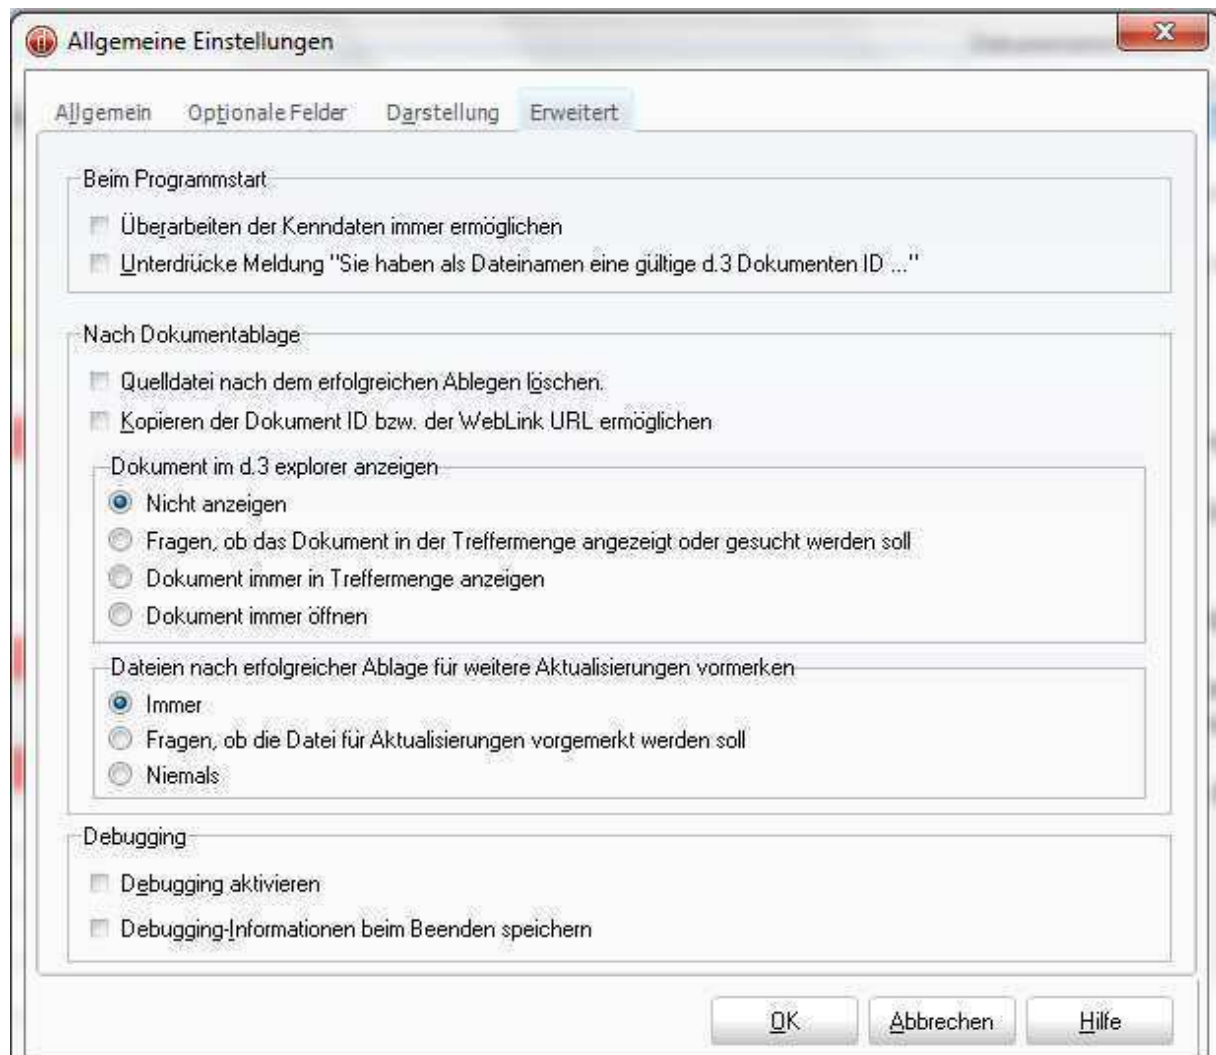 Allgemeine Einstellungen
Allgemein Optionale Felder Darstellung Erweitert
Beim Programmstart
Überarbeiten der Kenndaten immer ermöglichen
Unterdrücke Meldung "Sie haben als Dateinamen eine gültige d.3 Dokumenten ID ..."
Nach Dokumentablage
Quelldatei nach dem erfolgreichen Ablegen löschen.
Kopieren der Dokument ID bzw. der WebLink URL ermöglichen
Dokument im d.3 explorer anzeigen
Nicht anzeigen
Fragen, ob das Dokument in der Treffermenge angezeigt oder gesucht werden soll
Dokument immer in Treffermenge anzeigen
Dokument immer öffnen
Dateien nach erfolgreicher Ablage für weitere Aktualisierungen vormerken
Immer
Fragen, ob die Datei für Aktualisierungen vorgemerkt werden soll
Niemals
Debugging
Debugging aktivieren
Debugging-Informationen beim Beenden speichern
OK Abbrechen Hilfe